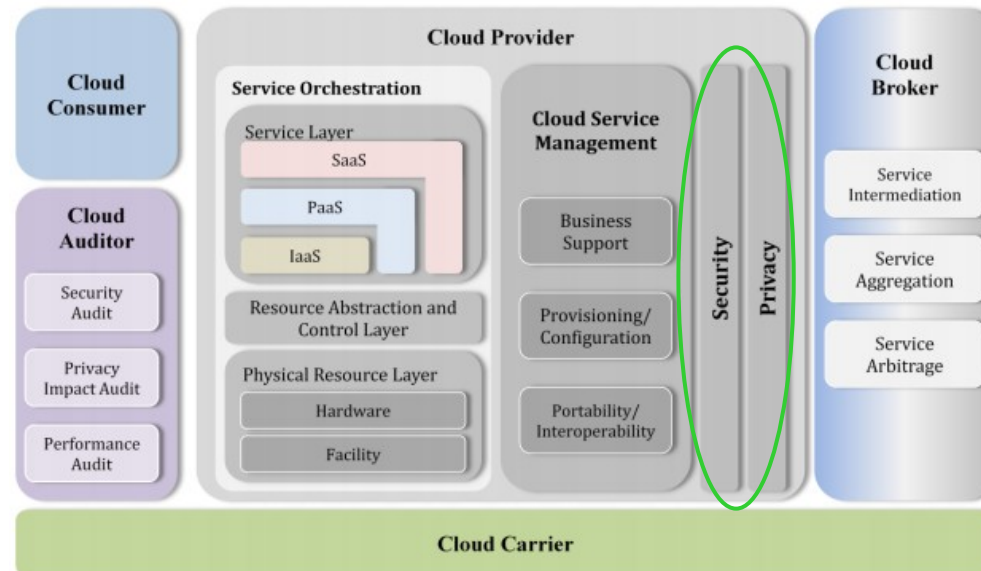 Cloud
Consumer
Cloud
Auditor
Security
Audit
Privacy
Impact Audit
Performance
Audit
Cloud Provider
Service Orchestration
Service Layer
SaaS
PaaS
IaaS
Resource Abstraction and
Control Layer
Physical Resource Layer
Hardware
Facility
Cloud Service
Management
Business
Support
Provisioning/
Configuration
Portability/
Interoperability
Security
Privacy
Cloud
Broker
Service
Intermediation
Service
Aggregation
Service
Arbitrage
Cloud Carrier